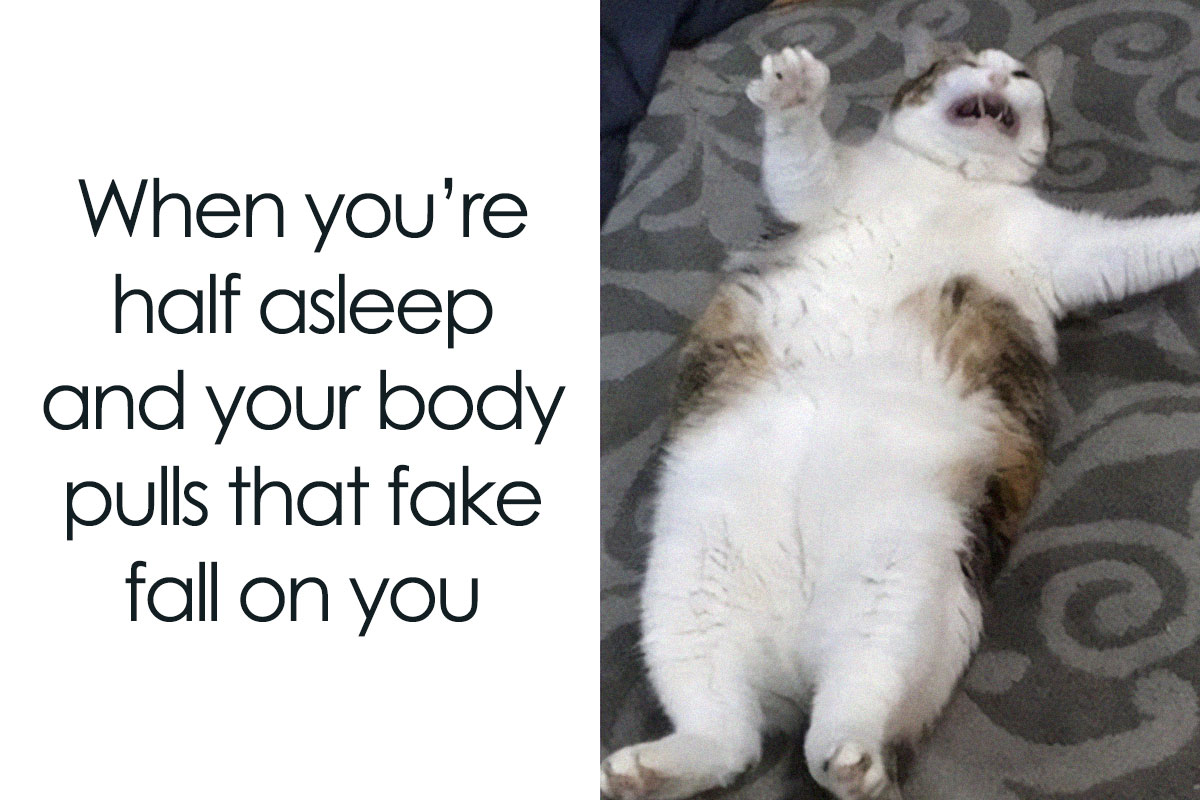 When you’re
half asleep
and your body
pulls that fake
fall on you